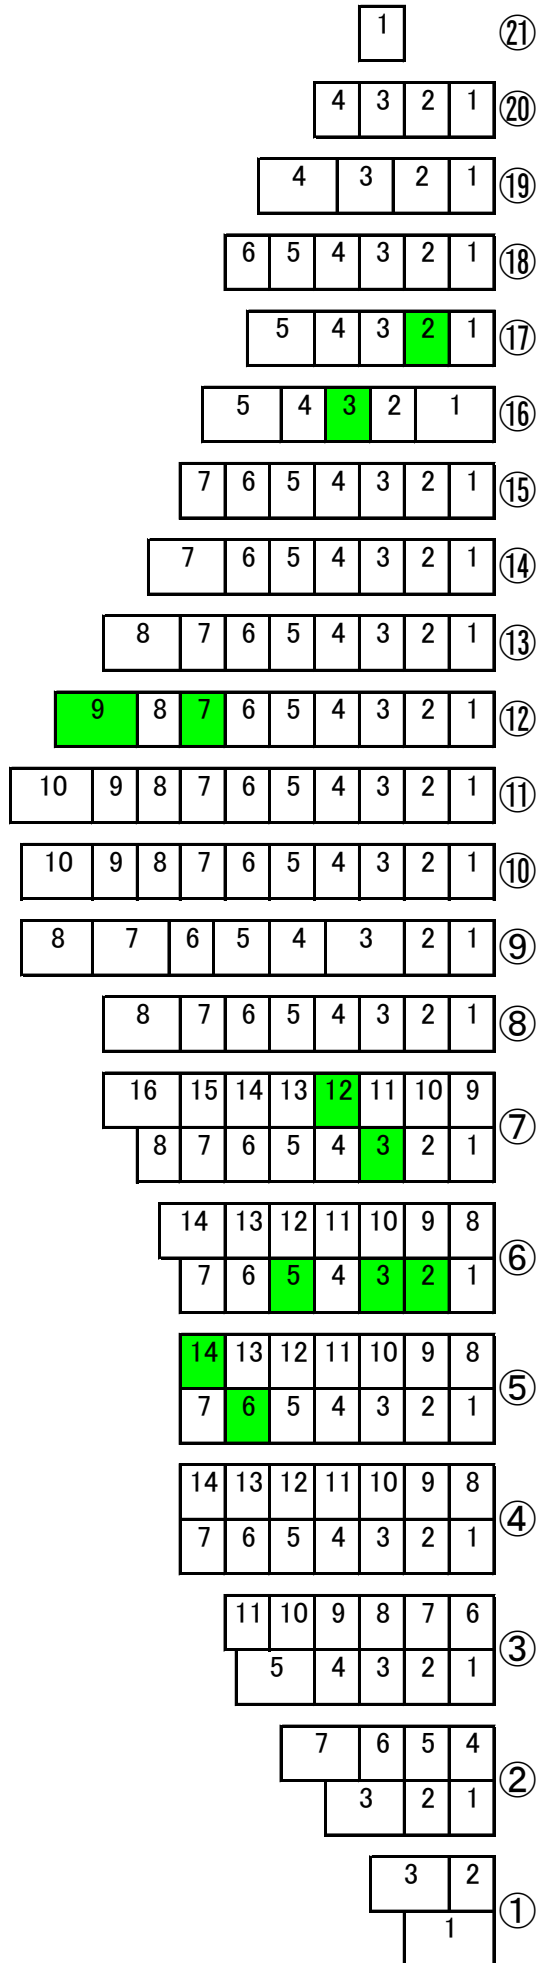 1 ㉑
4 3 2 1 ⑳
4 3 2 1 ⑲
6 5 4 3 2 1 ⑱
5 4 3 2 1 ⑰
5 4 3 2 1 ⑯
7 6 5 4 3 2 1 ⑮
7 6 5 4 3 2 1 ⑭
8 7 6 5 4 3 2 1 ⑬
9 8 7 6 5 4 3 2 1 ⑫
10 9 8 7 6 5 4 3 2 1 ⑪
10 9 8 7 6 5 4 3 2 1 ⑩
8 7 6 5 4 3 2 1 ⑨
8 7 6 5 4 3 2 1 ⑧
16 15 14 13 12 11 10 9
⑦
8 7 6 5 4 3 2 1
14 13 12 11 10 9 8
⑥
7 6 5 4 3 2 1
14 13 12 11 10 9 8
⑤
7 6 5 4 3 2 1
14 13 12 11 10 9 8
④
7 6 5 4 3 2 1
11 10 9 8 7 6
③
5 4 3 2 1
7 6 5 4
②
3 2 1
3 2
①
1